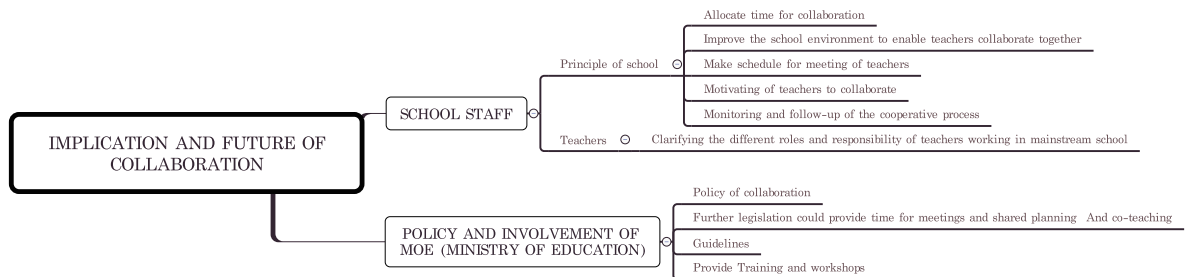 IMPLICATION AND FUTURE OF
COLLABORATION
SCHOOL STAFF
Principle of school
Allocate time for collaboration
Improve the school environment to enable teachers collaborate together
Make schedule for meeting of teachers
Motivating of teachers to collaborate
Monitoring and follow-up of the cooperative process
Teachers
Clarifying the different roles and responsibility of teachers working in mainstream school
POLICY AND INVOLVEMENT OF
MOE (MINISTRY OF EDUCATION)
Policy of collaboration
Further legislation could provide time for meetings and shared planning And co-teaching
Guidelines
Provide Training and workshops